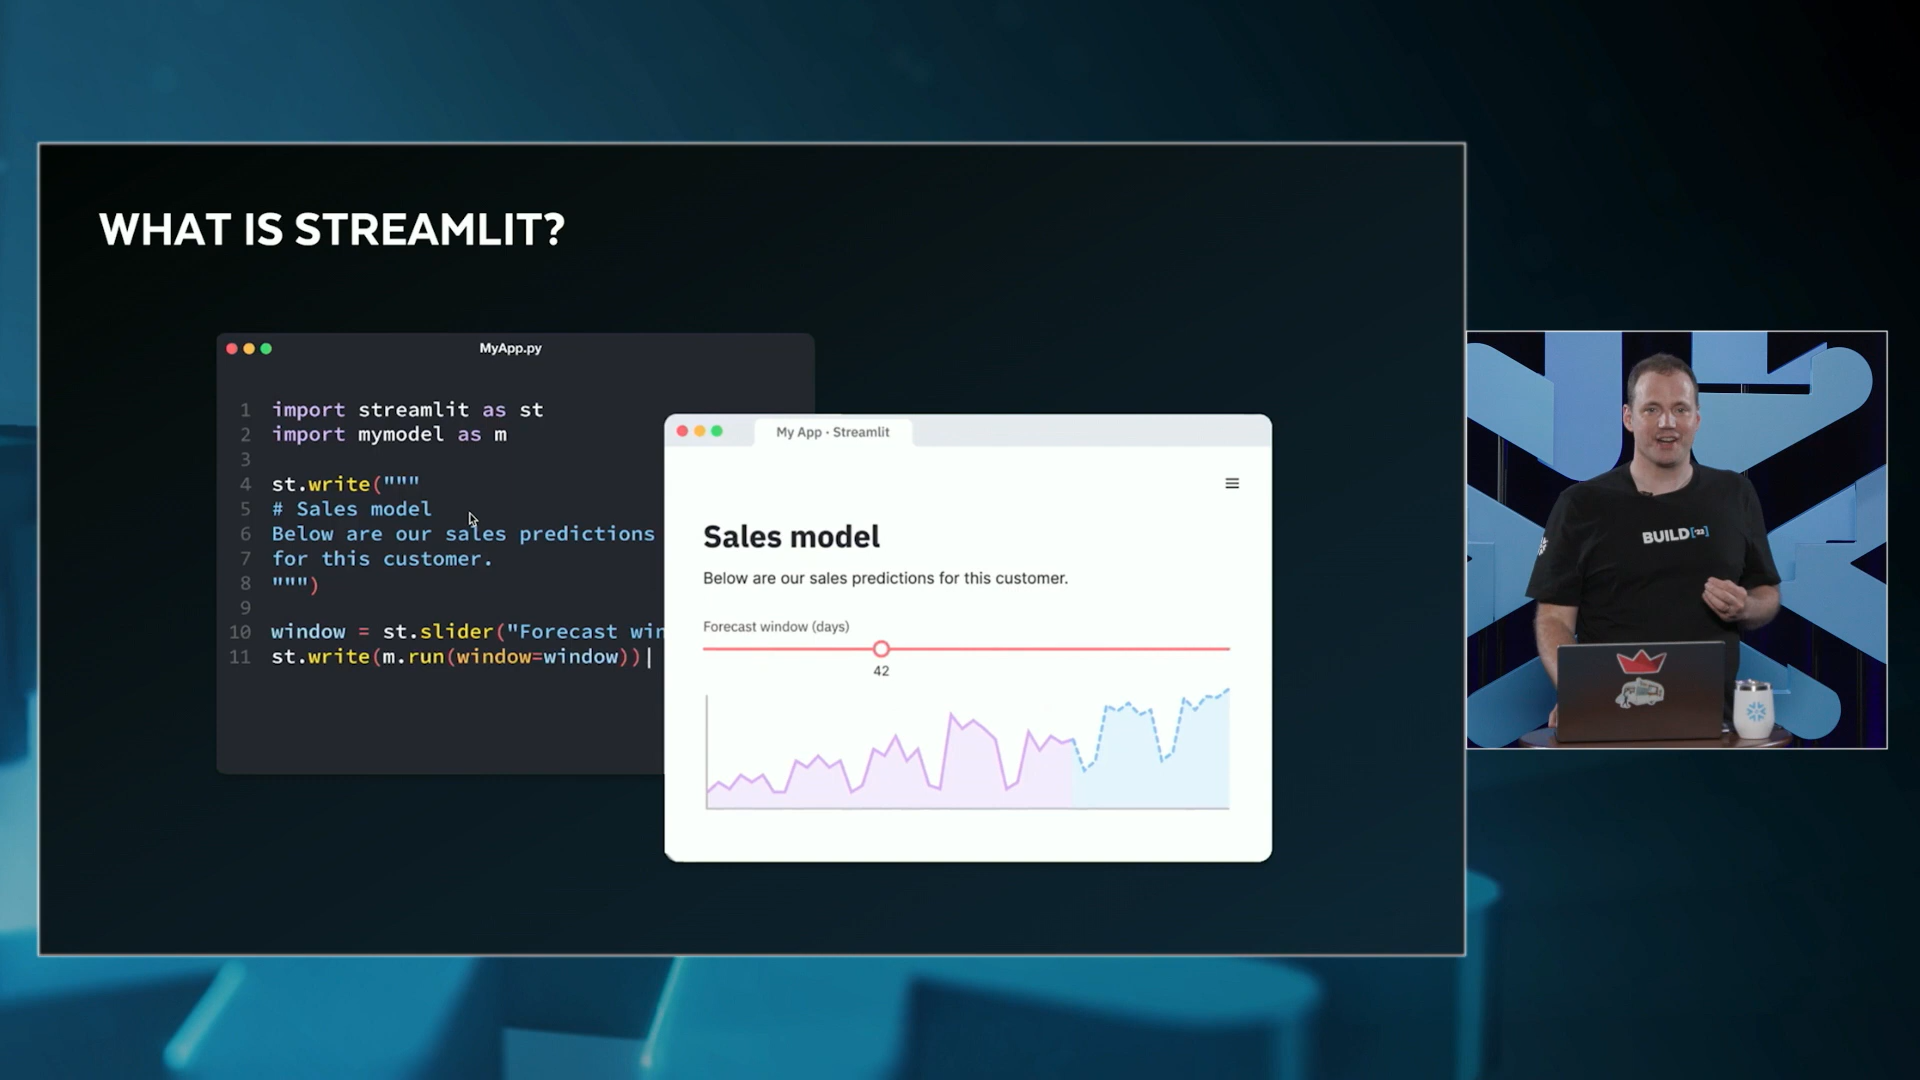 WHAT IS STREAMLIT?
MyApp.py
1 import streamlit as st
2 import mymodel as m
3
4 st.write("""
5 # Sales model
6 Below are our sales predictions
7 for this customer.
8 """)
9
10 window = st.slider("Forecast win
11 st.write(m.run(window=window))|
My App · Streamlit
Sales model
Below are our sales predictions for this customer.
Forecast window (days)
42
BUILD['22]